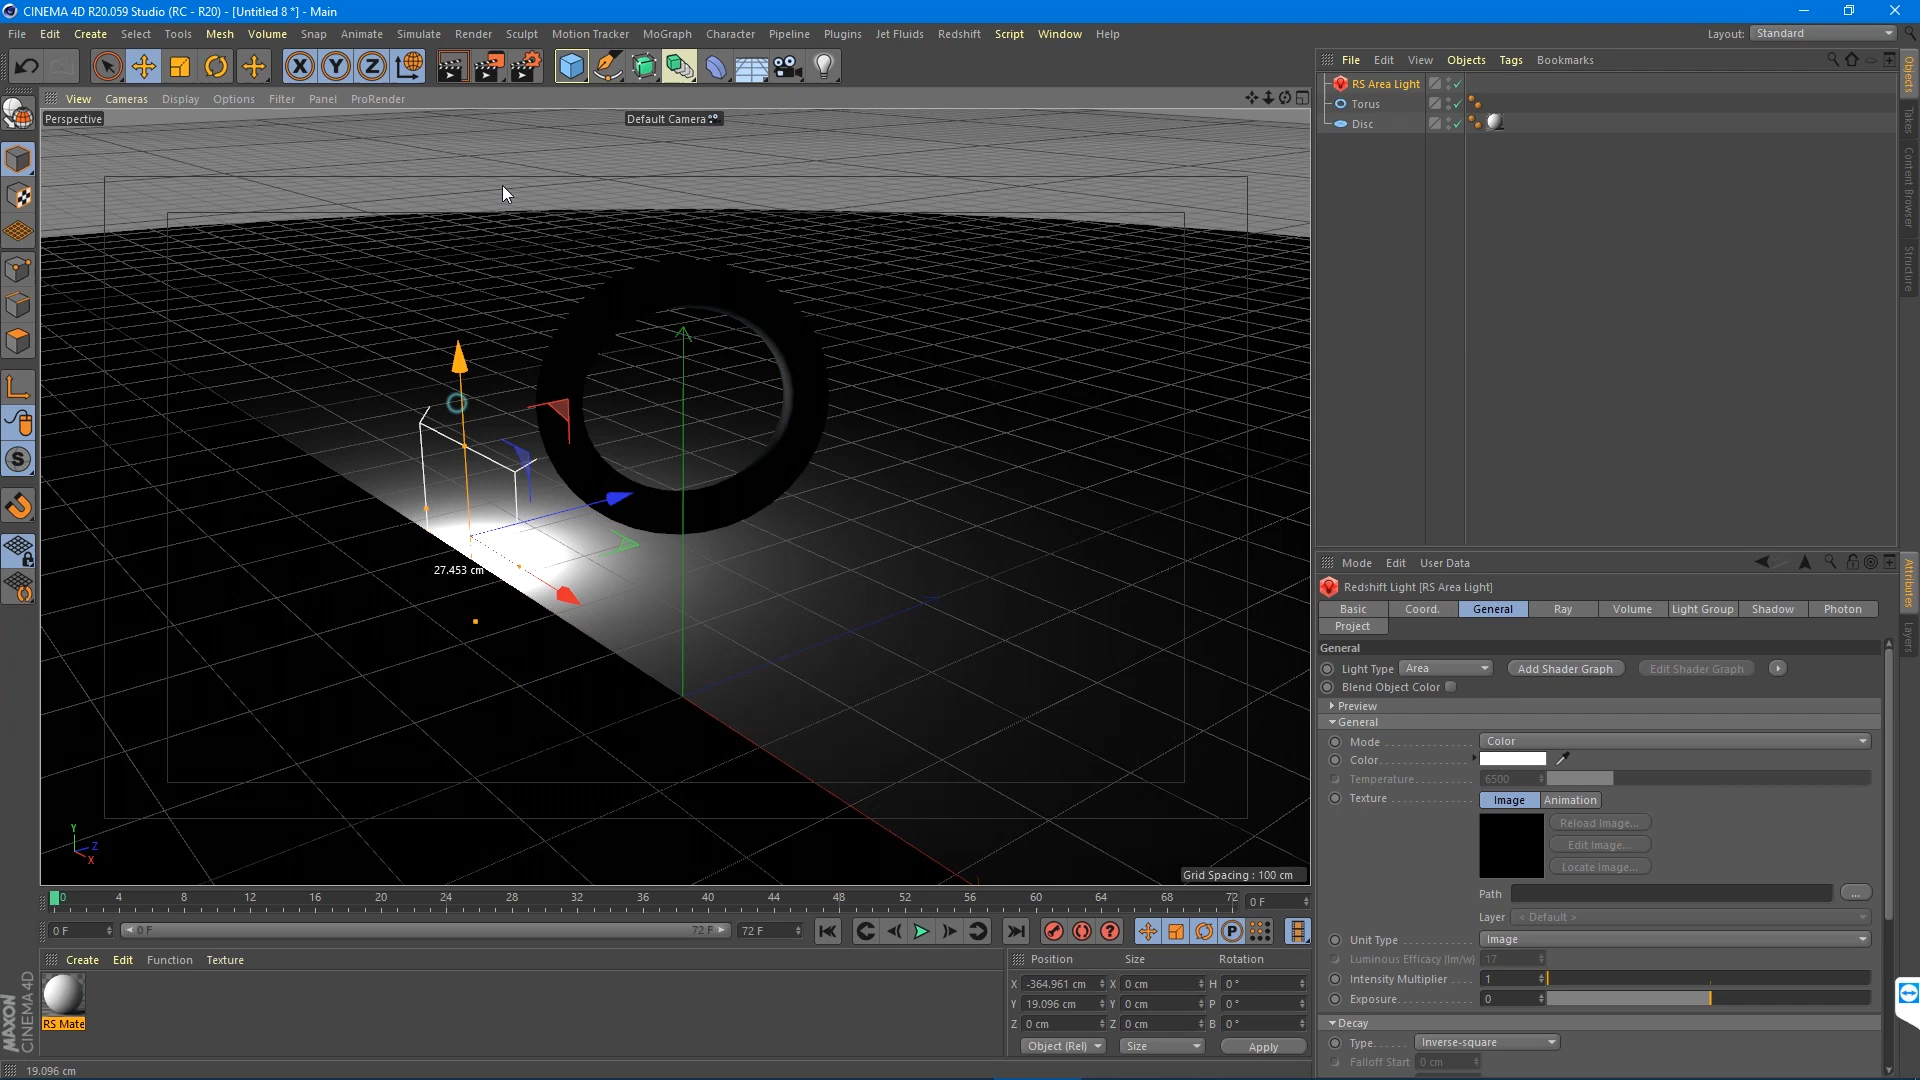 CINEMA 4D R20.059 Studio (RC - R20) - [Untitled 8 *] - Main
File Edit Create Select Tools Mesh Volume Snap Animate Simulate Render Sculpt Motion Tracker MoGraph Character Pipeline Plugins Jet Fluids Redshift Script Window Help
Layout: Standard
View Cameras Display Options Filter Panel ProRender
Perspective
Default Camera
27.453 cm
Y
Z
X
Grid Spacing : 100 cm
File Edit View Objects Tags Bookmarks
RS Area Light
Torus
Disc
Objects
Takes
Content Browser
Structure
Mode Edit User Data
Redshift Light [RS Area Light]
Basic Coord. General Ray Volume Light Group Shadow Photon
Project
General
Light Type Area Add Shader Graph Edit Shader Graph
Blend Object Color
Preview
General
Mode Color
Color
Temperature 6500
Texture Image Animation
Reload Image...
Edit Image...
Locate Image...
Path ...
Layer < Default >
Unit Type Image
Luminous Efficacy (lm/w) 17
Intensity Multiplier 1
Exposure 0
Decay
Type Inverse-square
Falloff Start 0 cm
Attributes
Layers
0 4 8 12 16 20 24 28 32 36 40 44 48 52 56 60 64 68 72 0 F
0 F 0 F 72 F 72 F
Create Edit Function Texture
RS Mate
Position Size Rotation
X -364.961 cm X 0 cm H 0 °
Y 19.096 cm Y 0 cm P 0 °
Z 0 cm Z 0 cm B 0 °
Object (Rel) Size Apply
MAXON
CINEMA 4D
19.096 cm